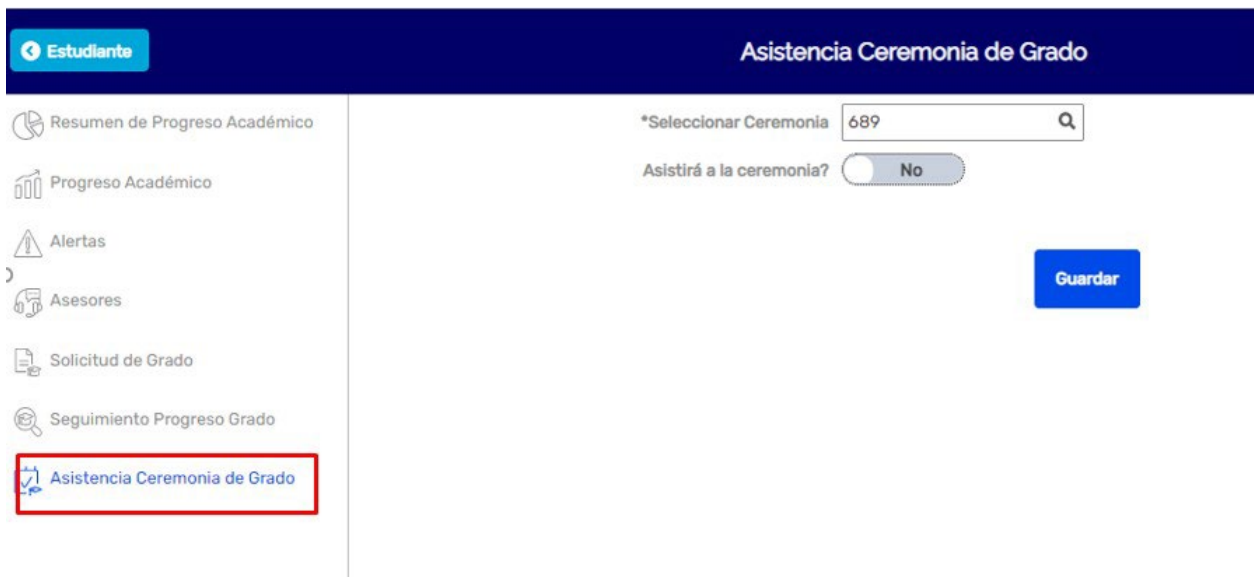 Estudiante
Asistencia Ceremonia de Grado
Resumen de Progreso Académico
Progreso Académico
Alertas
Asesores
Solicitud de Grado
Seguimiento Progreso Grado
Asistencia Ceremonia de Grado
*Seleccionar Ceremonia 689
Asistirá a la ceremonia? No
Guardar